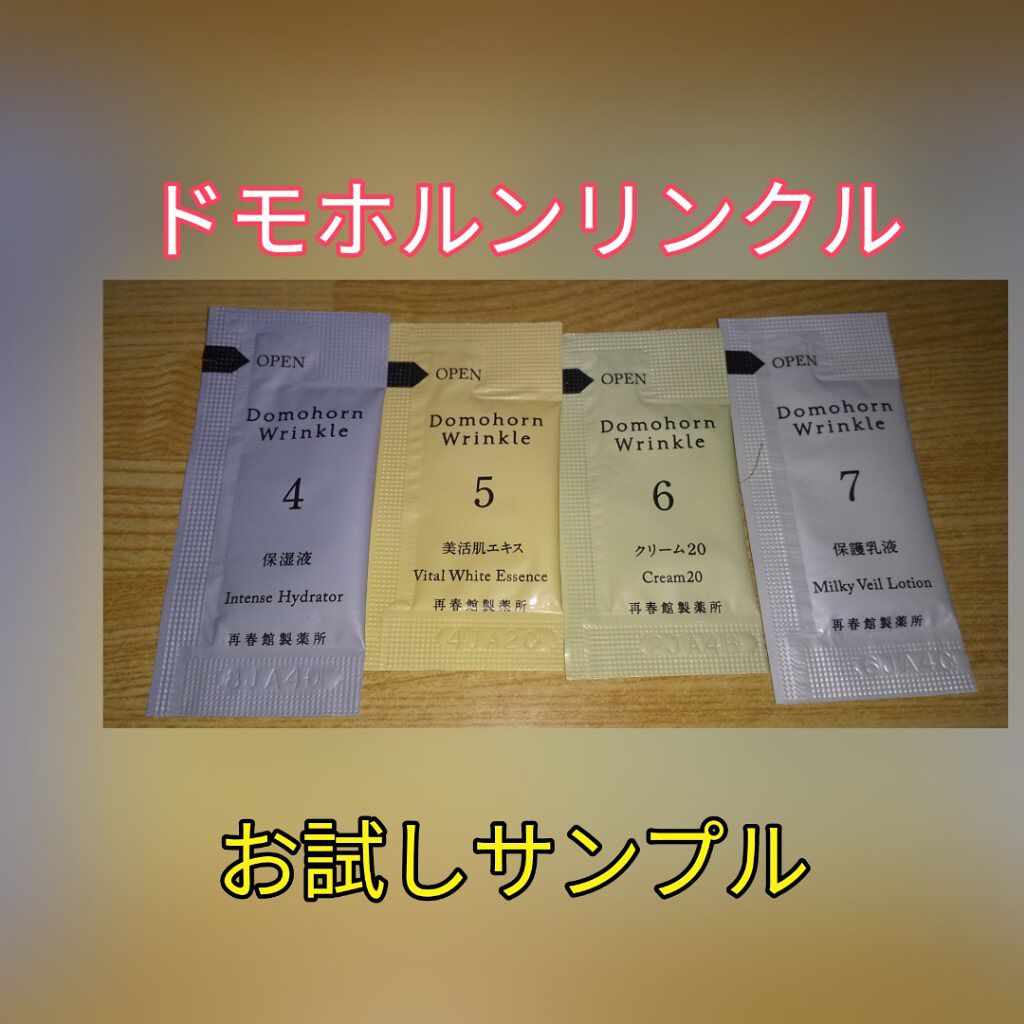 ドモホルンリンクル
OPEN
Domohorn
Wrinkle
4
保湿液
Intense Hydrator
再春館製薬所
OPEN
Domohorn
Wrinkle
5
美活肌エキス
Vital White Essence
再春館製薬所
OPEN
Domohorn
Wrinkle
6
クリーム20
Cream20
再春館製薬所
OPEN
Domohorn
Wrinkle
7
保護乳液
Milky Veil Lotion
再春館製薬所
お試しサンプル